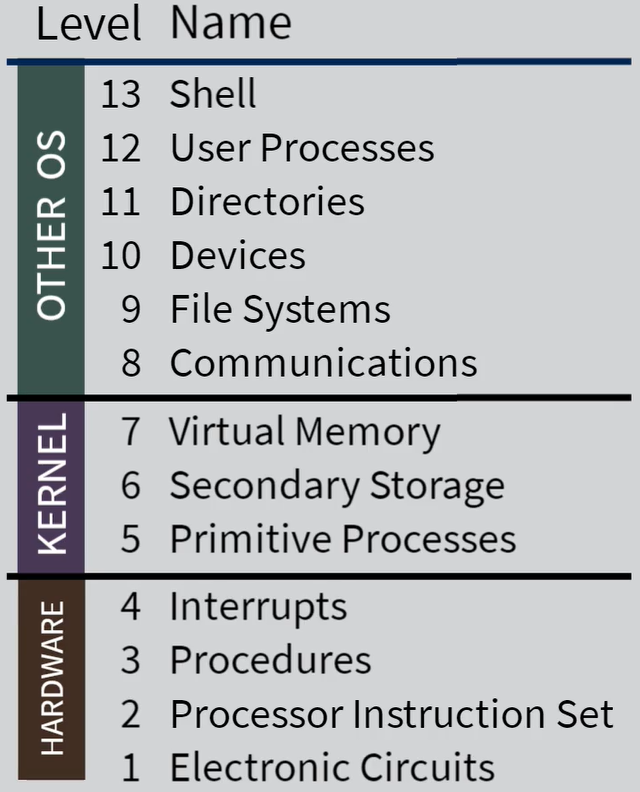 Level Name
OTHER OS
13 Shell
12 User Processes
11 Directories
10 Devices
9 File Systems
8 Communications
KERNEL
7 Virtual Memory
6 Secondary Storage
5 Primitive Processes
HARDWARE
4 Interrupts
3 Procedures
2 Processor Instruction Set
1 Electronic Circuits